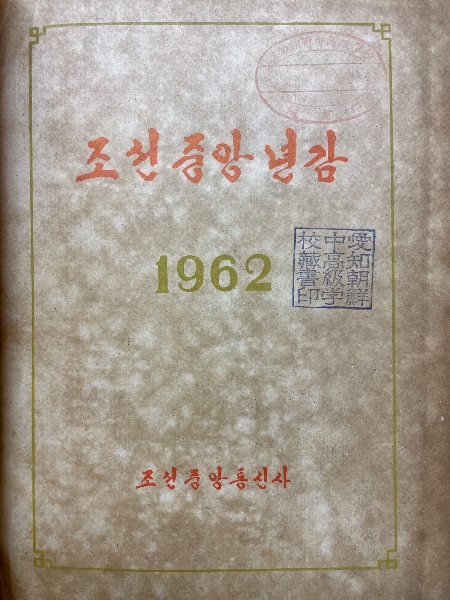 조선중앙년감
1962
愛知朝鮮
中高級学
校藏書印
조선중앙통신사